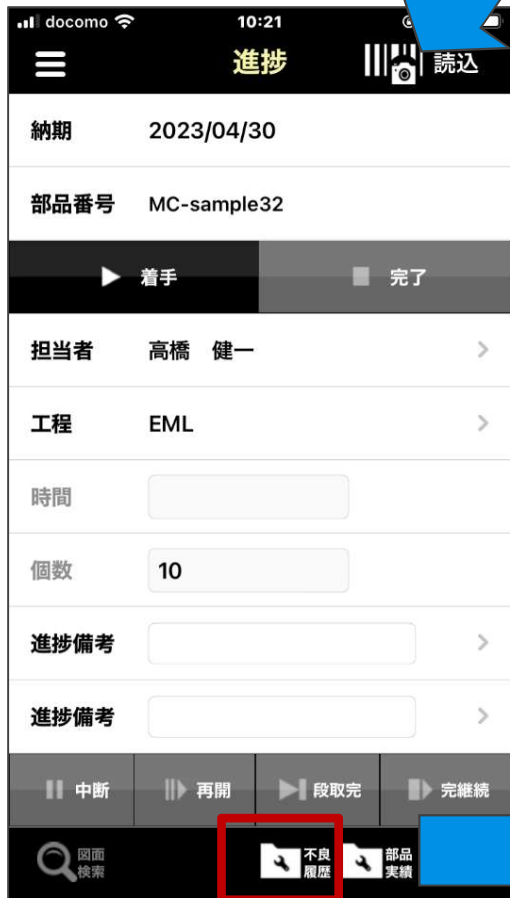 docomo 10:21
進捗 読込
納期 2023/04/30
部品番号 MC-sample32
着手 完了
担当者 高橋 健一
工程 EML
時間
個数 10
進捗備考
進捗備考
中断 再開 段取完 完継続
図面
検索
不良
履歴
部品
実績